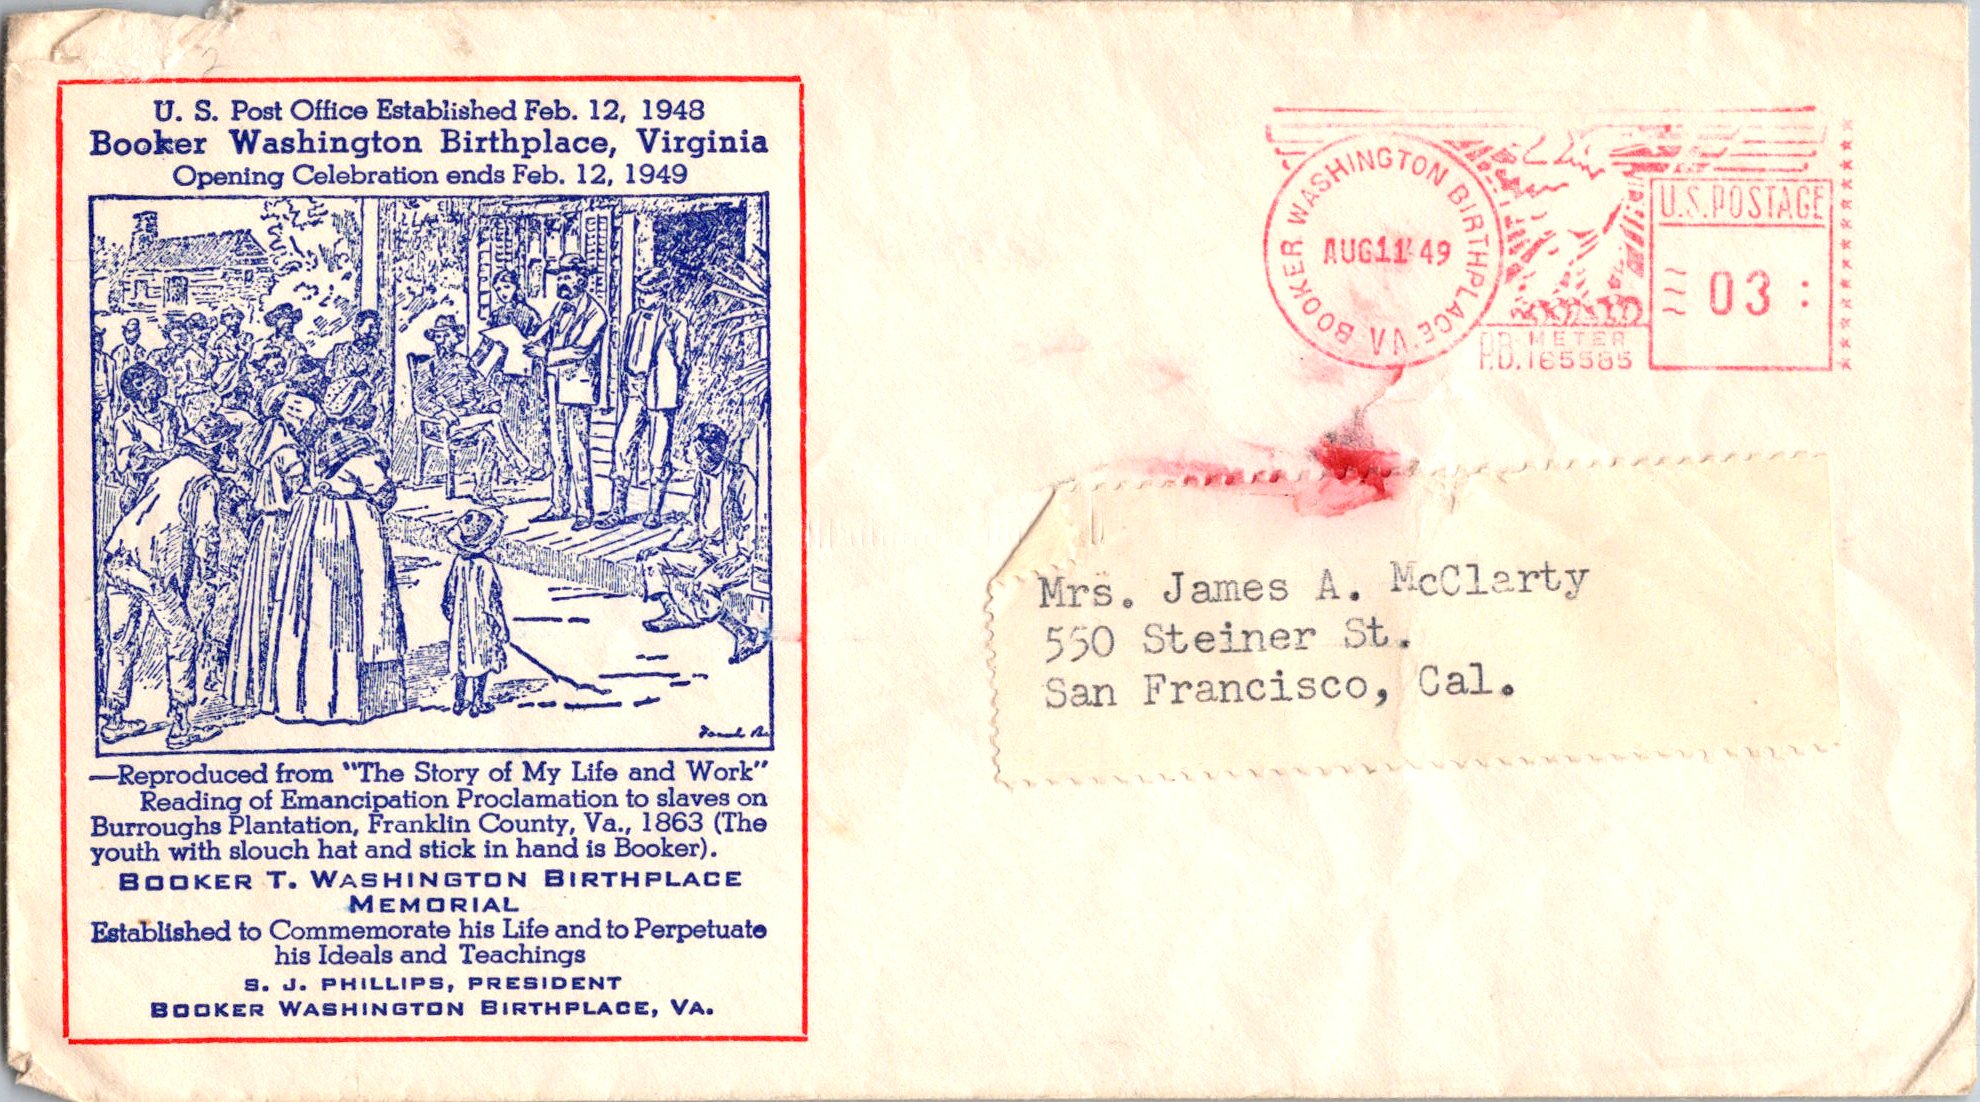 U. S. Post Office Established Feb. 12, 1948
Booker Washington Birthplace, Virginia
Opening Celebration ends Feb. 12, 1949
—Reproduced from "The Story of My Life and Work"
Reading of Emancipation Proclamation to slaves on
Burroughs Plantation, Franklin County, Va., 1863 (The
youth with slouch hat and stick in hand is Booker).
BOOKER T. WASHINGTON BIRTHPLACE
MEMORIAL
Established to Commemorate his Life and to Perpetuate
his Ideals and Teachings
S. J. PHILLIPS, PRESIDENT
BOOKER WASHINGTON BIRTHPLACE, VA.
BOOKER WASHINGTON BIRTHPLACE VA.
AUG 11 '49
U.S. POSTAGE
03
METER
165585
Mrs. James A. McClarty
550 Steiner St.
San Francisco, Cal.